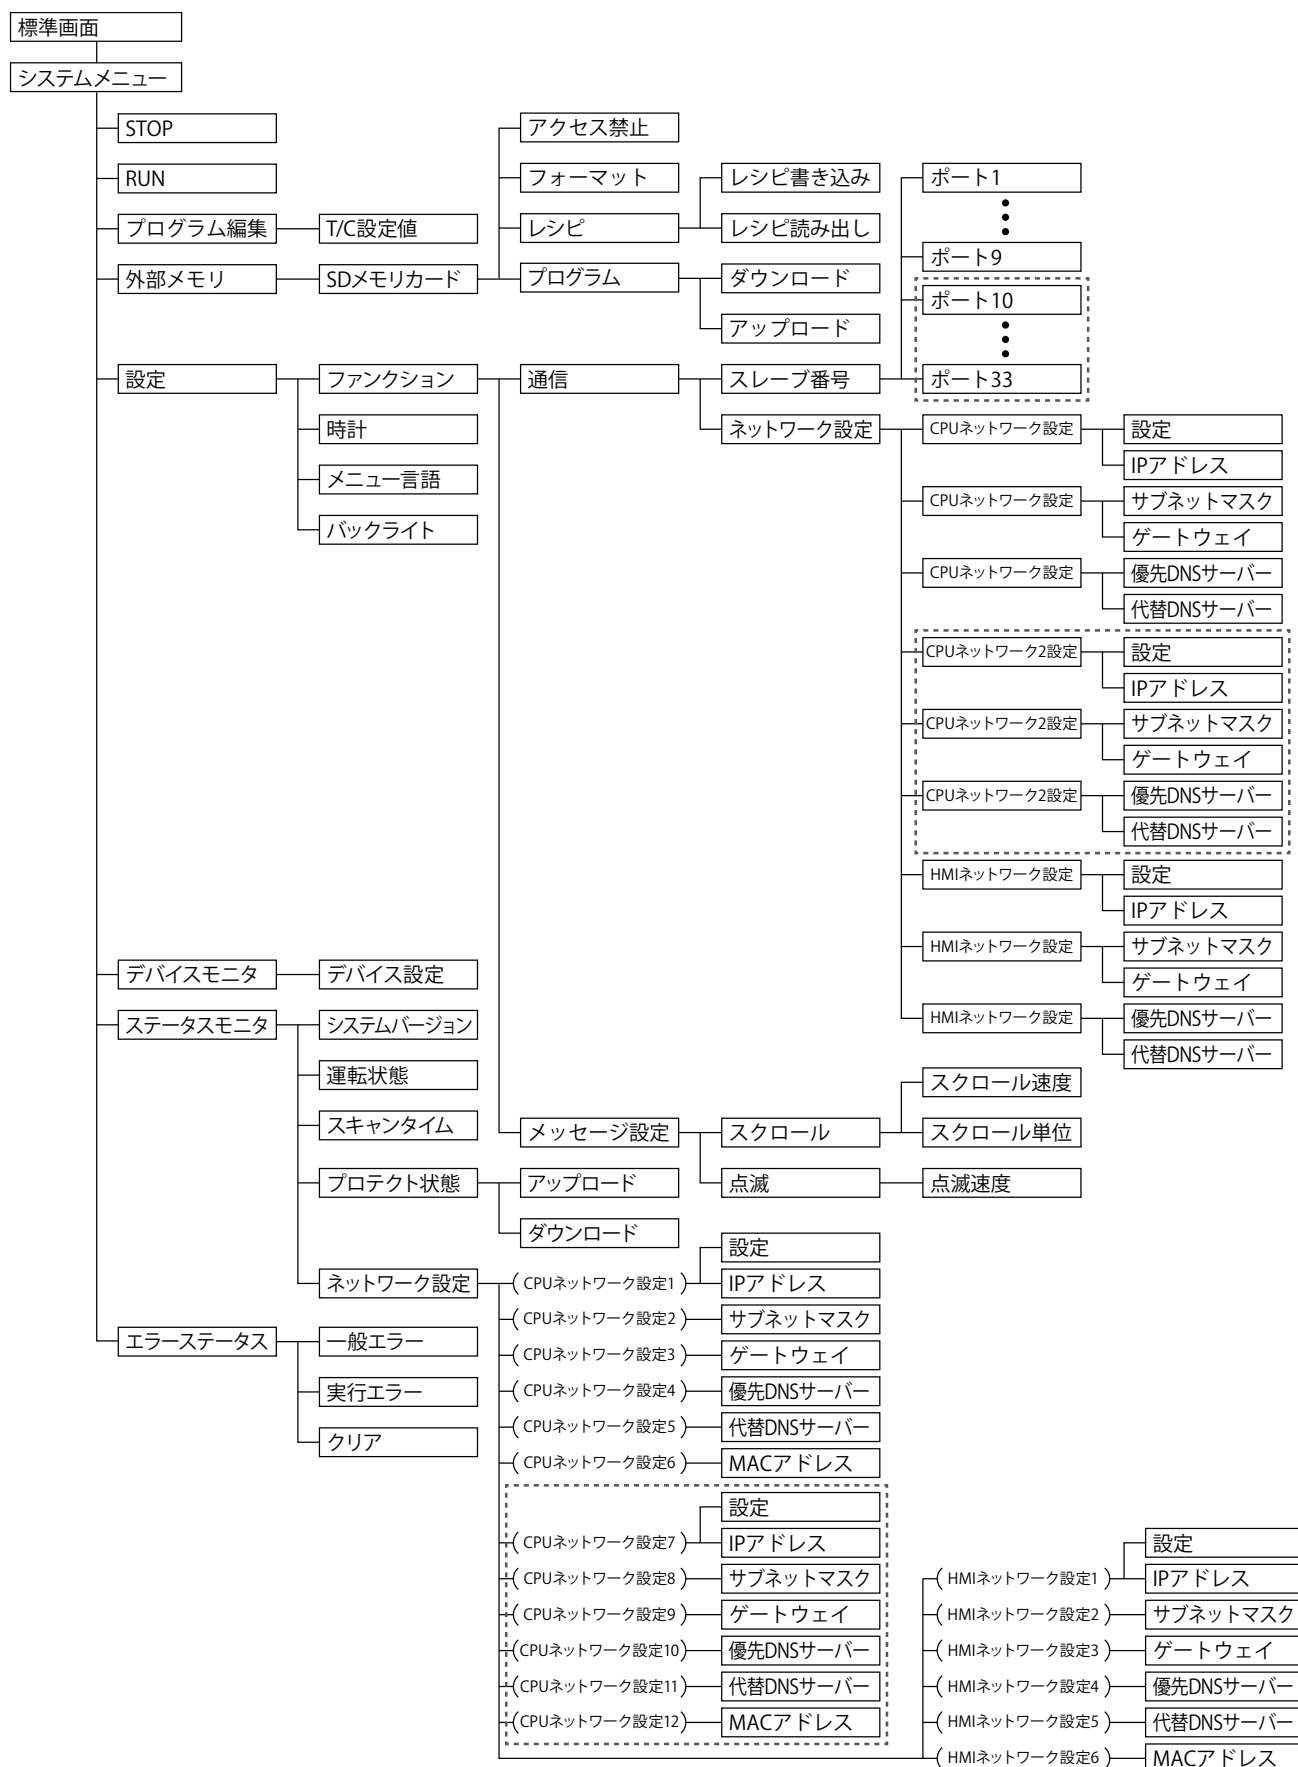 標準画面
システムメニュー
STOP
アクセス禁止
RUN
フォーマット
レシピ書き込み
ポート1
プログラム編集
T/C設定値
レシピ
レシピ読み出し
ポート9
外部メモリ
SDメモリカード
プログラム
ダウンロード
ポート10
アップロード
設定
ファンクション
通信
スレーブ番号
ポート33
時計
ネットワーク設定
CPUネットワーク設定
設定
IPアドレス
メニュー言語
CPUネットワーク設定
サブネットマスク
バックライト
ゲートウェイ
CPUネットワーク設定
優先DNSサーバー
代替DNSサーバー
CPUネットワーク2設定
設定
IPアドレス
CPUネットワーク2設定
サブネットマスク
ゲートウェイ
CPUネットワーク2設定
優先DNSサーバー
代替DNSサーバー
HMIネットワーク設定
設定
IPアドレス
HMIネットワーク設定
サブネットマスク
デバイスモニタ
デバイス設定
ゲートウェイ
ステータスモニタ
システムバージョン
HMIネットワーク設定
優先DNSサーバー
代替DNSサーバー
運転状態
スクロール速度
スキャンタイム
メッセージ設定
スクロール
スクロール単位
プロテクト状態
アップロード
点滅
点滅速度
ダウンロード
設定
ネットワーク設定
(CPUネットワーク設定1)
IPアドレス
(CPUネットワーク設定2)
サブネットマスク
エラーステータス
一般エラー
(CPUネットワーク設定3)
ゲートウェイ
実行エラー
(CPUネットワーク設定4)
優先DNSサーバー
(CPUネットワーク設定5)
代替DNSサーバー
クリア
(CPUネットワーク設定6)
MACアドレス
設定
(CPUネットワーク設定7)
IPアドレス
設定
(CPUネットワーク設定8)
サブネットマスク
(HMIネットワーク設定1)
IPアドレス
(CPUネットワーク設定9)
ゲートウェイ
(HMIネットワーク設定2)
サブネットマスク
(CPUネットワーク設定10)
優先DNSサーバー
(HMIネットワーク設定3)
ゲートウェイ
(CPUネットワーク設定11)
代替DNSサーバー
(HMIネットワーク設定4)
優先DNSサーバー
(CPUネットワーク設定12)
MACアドレス
(HMIネットワーク設定5)
代替DNSサーバー
(HMIネットワーク設定6)
MACアドレス